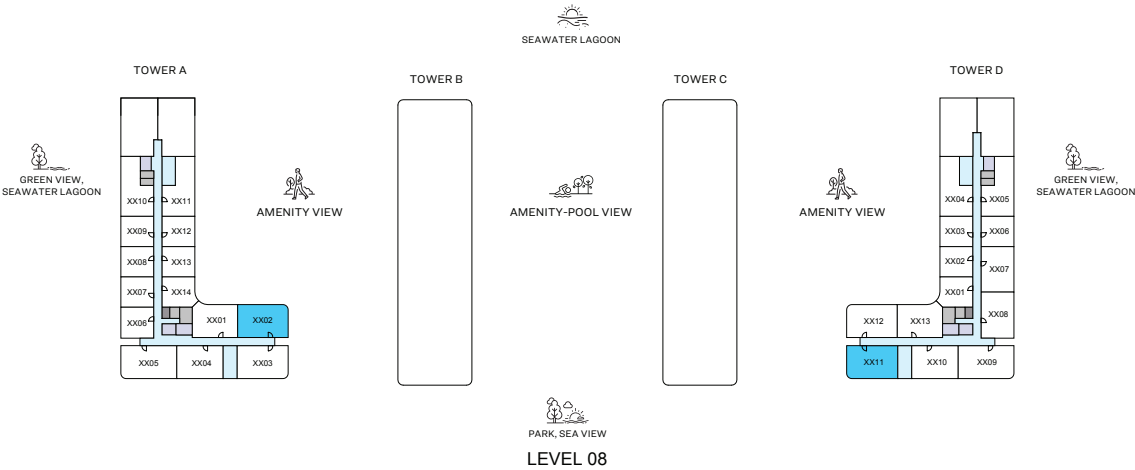 SEAWATER LAGOON
TOWER A
TOWER B
TOWER C
TOWER D
GREEN VIEW,
SEAWATER LAGOON
AMENITY VIEW
AMENITY-POOL VIEW
AMENITY VIEW
GREEN VIEW,
SEAWATER LAGOON
XX10 XX11
XX09 XX12
XX08 XX13
XX07 XX14
XX06 XX01 XX02
XX05 XX04 XX03
XX04 XX05
XX03 XX06
XX02 XX07
XX01
XX12 XX13 XX08
XX11 XX10 XX09
PARK, SEA VIEW
LEVEL 08